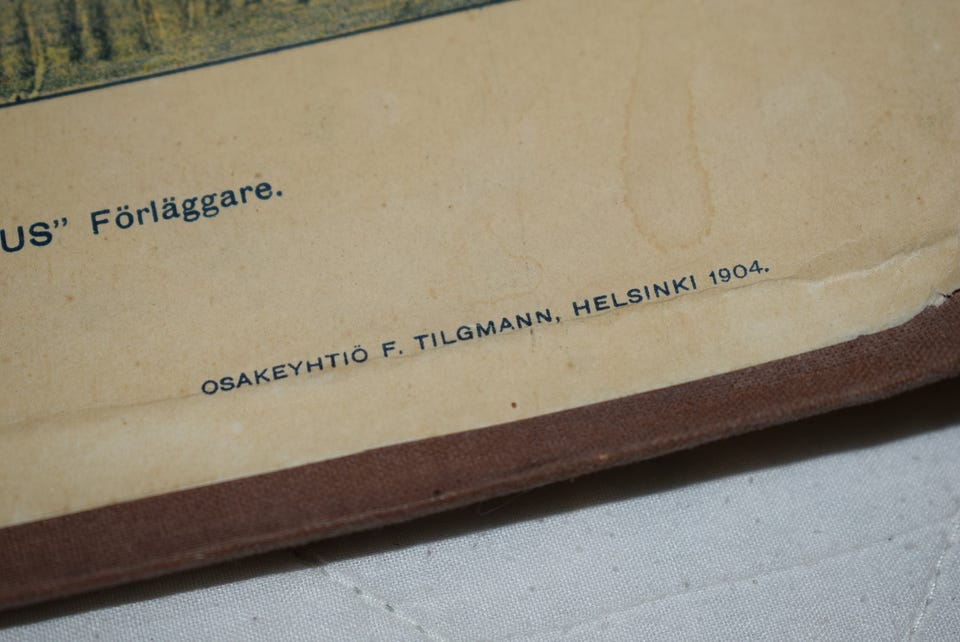 US” Förläggare.
OSAKEYHTIÖ F. TILGMANN, HELSINKI 1904.